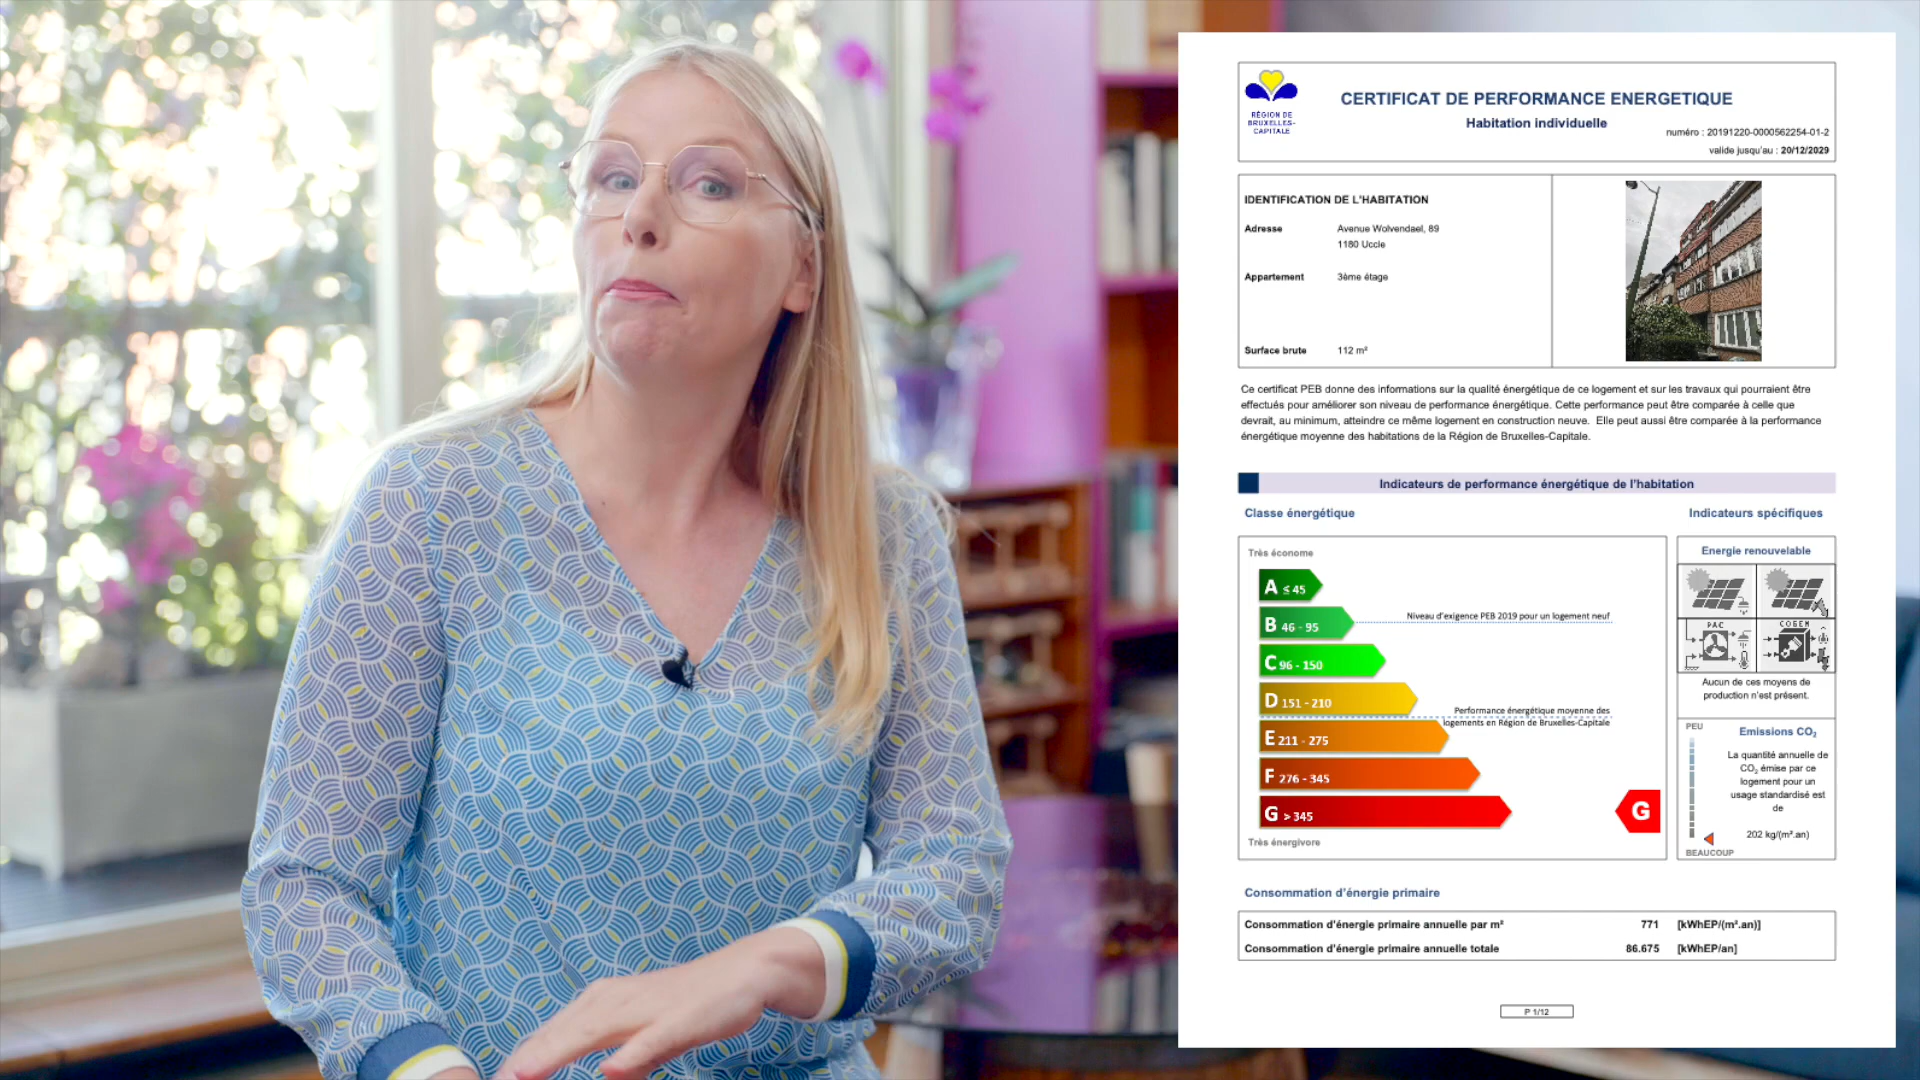 RÉGION DE
BRUXELLES-
CAPITALE
CERTIFICAT DE PERFORMANCE ENERGETIQUE
Habitation individuelle
numéro : 20191220-0000562254-01-2
valide jusqu'au : 20/12/2029
IDENTIFICATION DE L'HABITATION
Adresse Avenue Wolvendael, 89
1180 Uccle
Appartement 3ème étage
Surface brute 112 m²
Ce certificat PEB donne des informations sur la qualité énergétique de ce logement et sur les travaux qui pourraient être
effectués pour améliorer son niveau de performance énergétique. Cette performance peut être comparée à celle que
devrait, au minimum, atteindre ce même logement en construction neuve. Elle peut aussi être comparée à la performance
énergétique moyenne des habitations de la Région de Bruxelles-Capitale.
Indicateurs de performance énergétique de l'habitation
Classe énergétique
Très économe
A ≤ 45
B 46 - 95
Niveau d'exigence PEB 2019 pour un logement neuf
C 96 - 150
D 151 - 210
Performance énergétique moyenne des
logements en Région de Bruxelles-Capitale
E 211 - 275
F 276 - 345
G > 345
G
Très énergivore
Indicateurs spécifiques
Energie renouvelable
PAC
COGEN
Aucun de ces moyens de
production n'est présent.
PEU
Emissions CO₂
La quantité annuelle de
CO₂ émise par ce
logement pour un
usage standardisé est
de
202 kg/(m².an)
BEAUCOUP
Consommation d'énergie primaire
Consommation d'énergie primaire annuelle par m² 771 [kWhEP/(m².an)]
Consommation d'énergie primaire annuelle totale 86.675 [kWhEP/an]
P 1/12